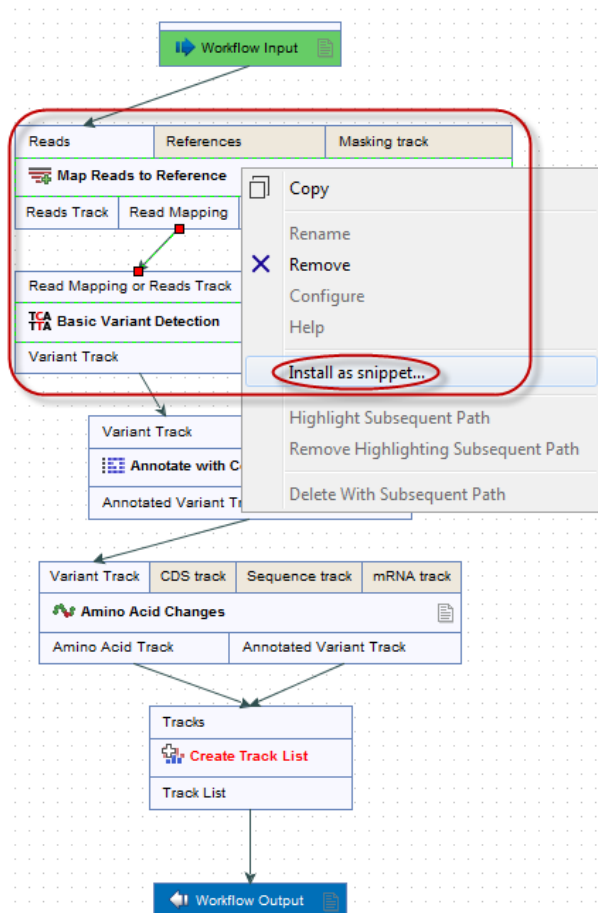 Workflow Input
Reads References Masking track
Map Reads to Reference
Reads Track Read Mapping
Copy
Rename
Remove
Configure
Help
Install as snippet...
Highlight Subsequent Path
Remove Highlighting Subsequent Path
Delete With Subsequent Path
Read Mapping or Reads Track
TCA
TTA
Basic Variant Detection
Variant Track
Variant Track
Annotate with C
Annotated Variant Tr
Variant Track CDS track Sequence track mRNA track
Amino Acid Changes
Amino Acid Track Annotated Variant Track
Tracks
Create Track List
Track List
Workflow Output